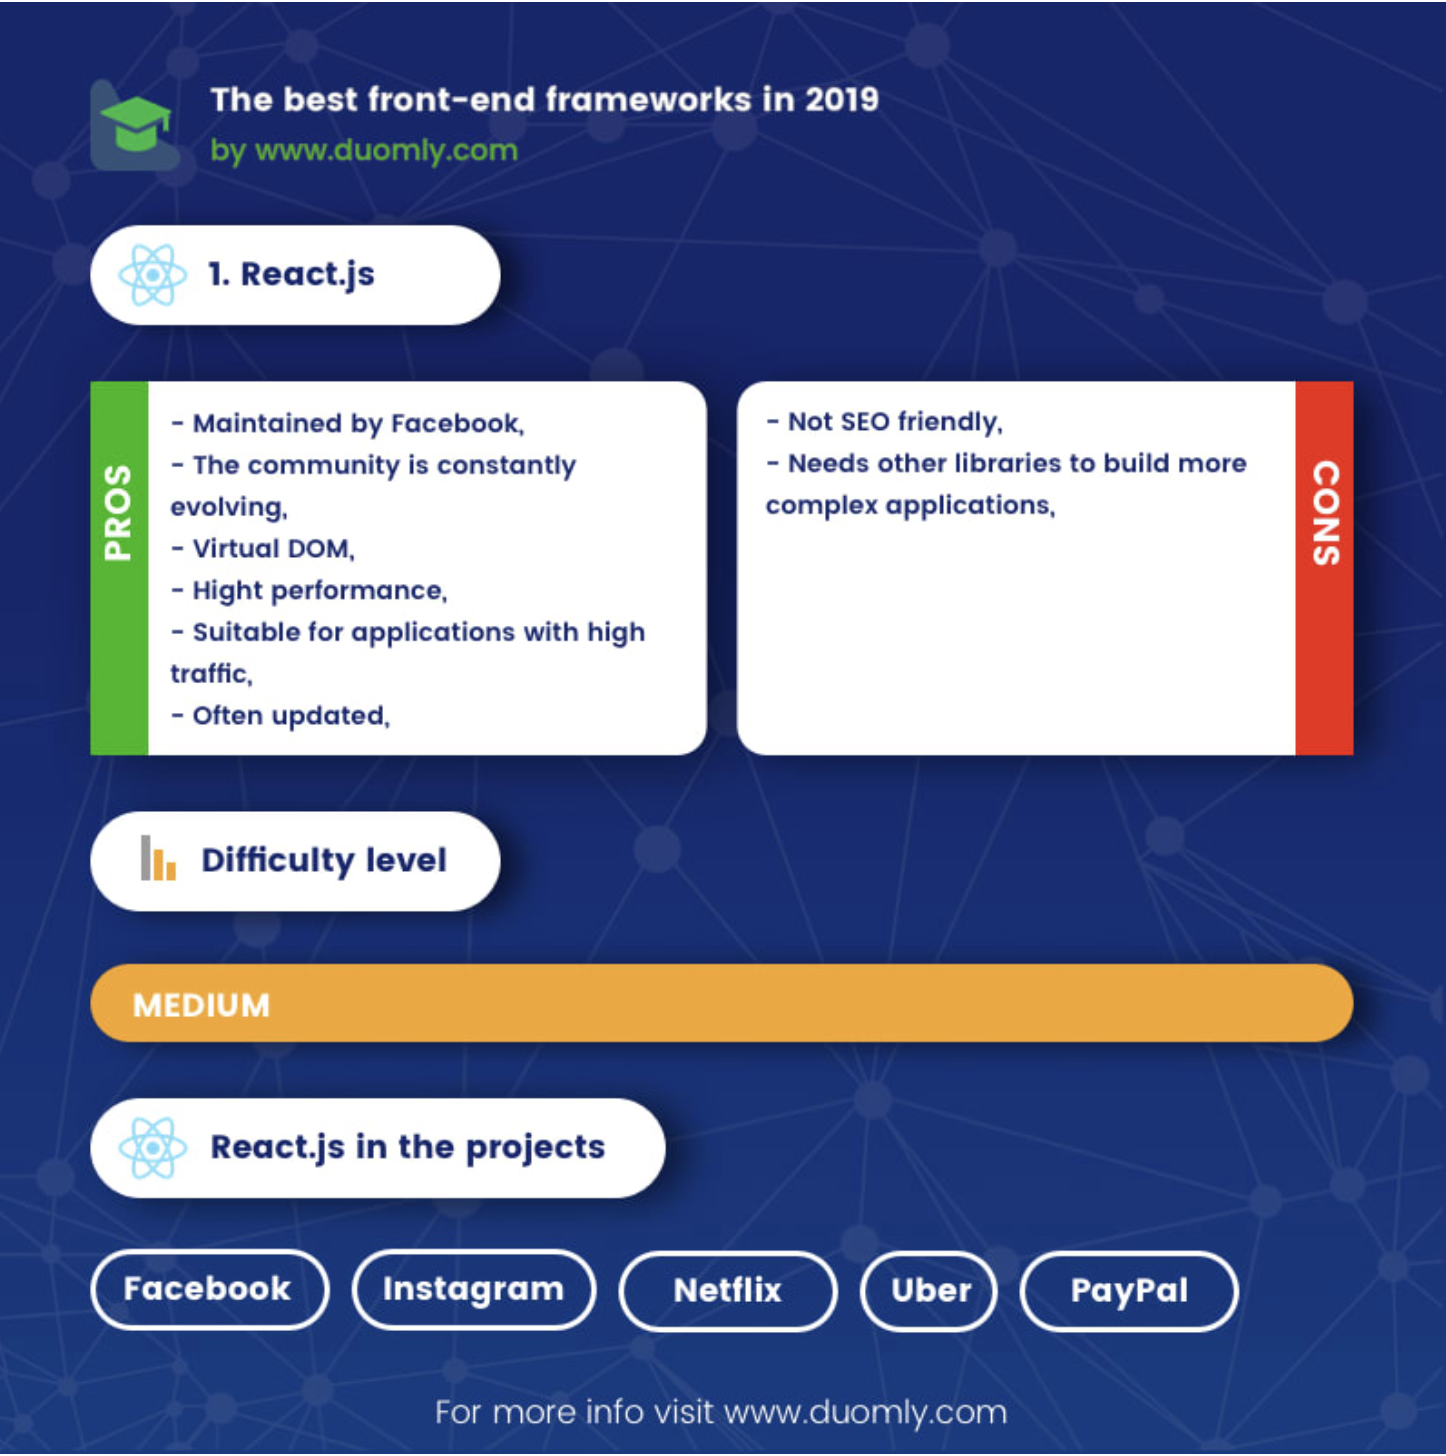 The best front-end frameworks in 2019
by www.duomly.com
1. React.js
PROS
- Maintained by Facebook,
- The community is constantly
evolving,
- Virtual DOM,
- Hight performance,
- Suitable for applications with high
traffic,
- Often updated,
- Not SEO friendly,
- Needs other libraries to build more
complex applications,
CONS
Difficulty level
MEDIUM
React.js in the projects
Facebook Instagram Netflix Uber PayPal
For more info visit www.duomly.com